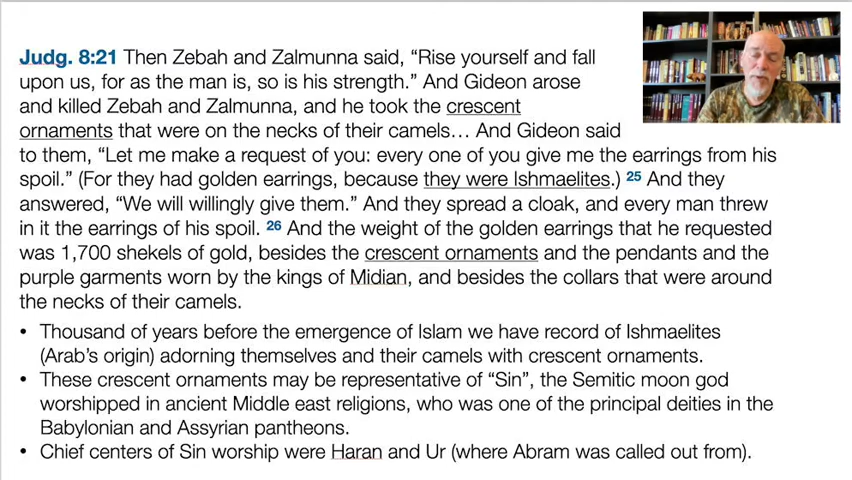 Judg. 8:21 Then Zebah and Zalmunna said, “Rise yourself and fall
upon us, for as the man is, so is his strength.” And Gideon arose
and killed Zebah and Zalmunna, and he took the crescent
ornaments that were on the necks of their camels… And Gideon said
to them, “Let me make a request of you: every one of you give me the earrings from his
spoil.” (For they had golden earrings, because they were Ishmaelites.) 25 And they
answered, “We will willingly give them.” And they spread a cloak, and every man threw
in it the earrings of his spoil. 26 And the weight of the golden earrings that he requested
was 1,700 shekels of gold, besides the crescent ornaments and the pendants and the
purple garments worn by the kings of Midian, and besides the collars that were around
the necks of their camels.
• Thousand of years before the emergence of Islam we have record of Ishmaelites
(Arab’s origin) adorning themselves and their camels with crescent ornaments.
• These crescent ornaments may be representative of “Sin”, the Semitic moon god
worshipped in ancient Middle east religions, who was one of the principal deities in the
Babylonian and Assyrian pantheons.
• Chief centers of Sin worship were Haran and Ur (where Abram was called out from).